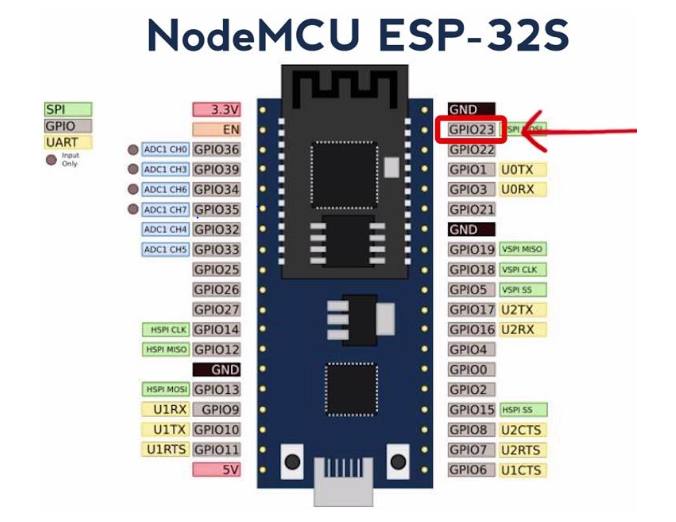 NodeMCU ESP-32S
SPI
GPIO
UART
Input
Only
3.3V
EN
ADC1 CH0 GPIO36
ADC1 CH3 GPIO39
ADC1 CH6 GPIO34
ADC1 CH7 GPIO35
ADC1 CH4 GPIO32
ADC1 CH5 GPIO33
GPIO25
GPIO26
GPIO27
HSPI CLK GPIO14
HSPI MISO GPIO12
GND
HSPI MOSI GPIO13
U1RX GPIO9
U1TX GPIO10
U1RTS GPIO11
5V
GND
GPIO23 VSPI MOSI
GPIO22
GPIO1 U0TX
GPIO3 U0RX
GPIO21
GND
GPIO19 VSPI MISO
GPIO18 VSPI CLK
GPIO5 VSPI SS
GPIO17 U2TX
GPIO16 U2RX
GPIO4
GPIO0
GPIO2
GPIO15 HSPI SS
GPIO8 U2CTS
GPIO7 U2RTS
GPIO6 U1CTS